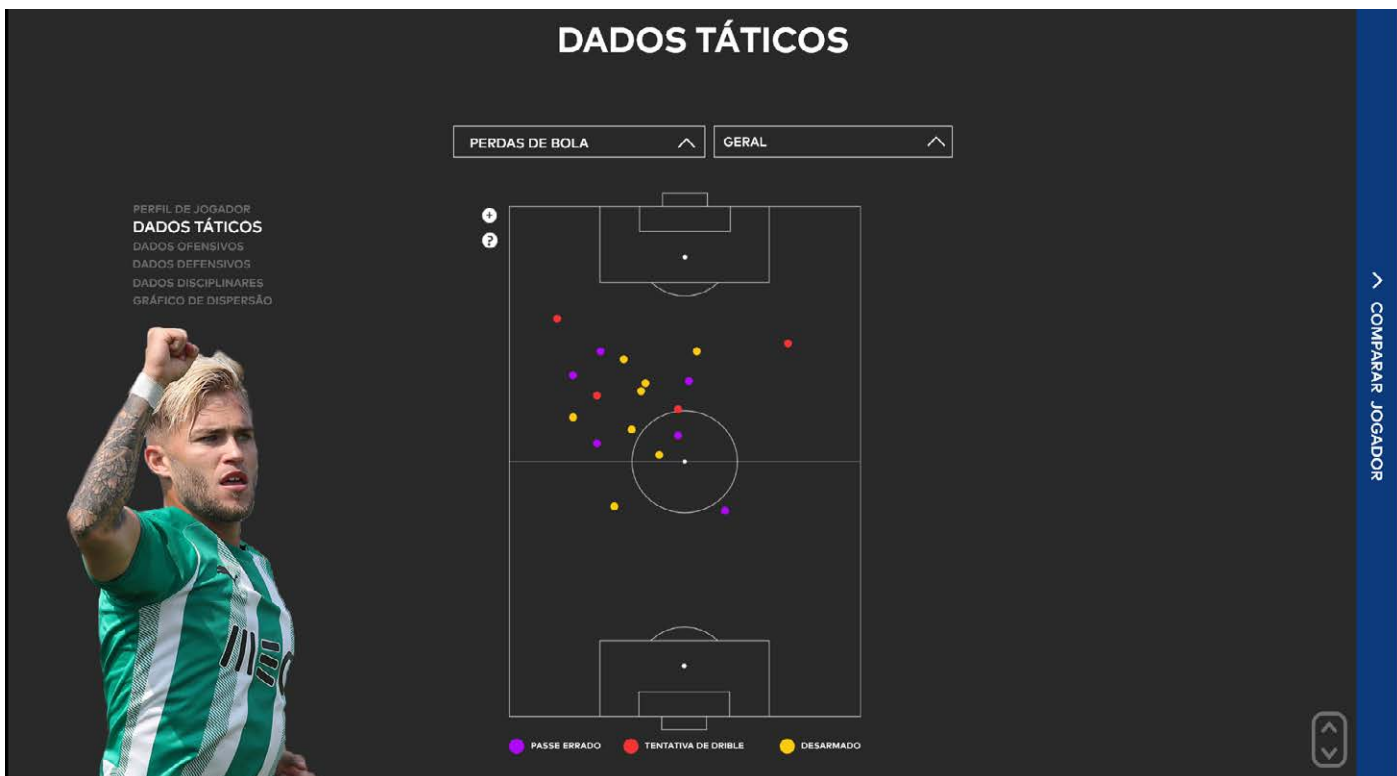 DADOS TÁTICOS
PERDAS DE BOLA
GERAL
PERFIL DE JOGADOR
DADOS TÁTICOS
DADOS OFENSIVOS
DADOS DEFENSIVOS
DADOS DISCIPLINARES
GRÁFICO DE DISPERSÃO
+
?
COMPARAR JOGADOR
PASSE ERRADO
TENTATIVA DE DRIBLE
DESARMADO